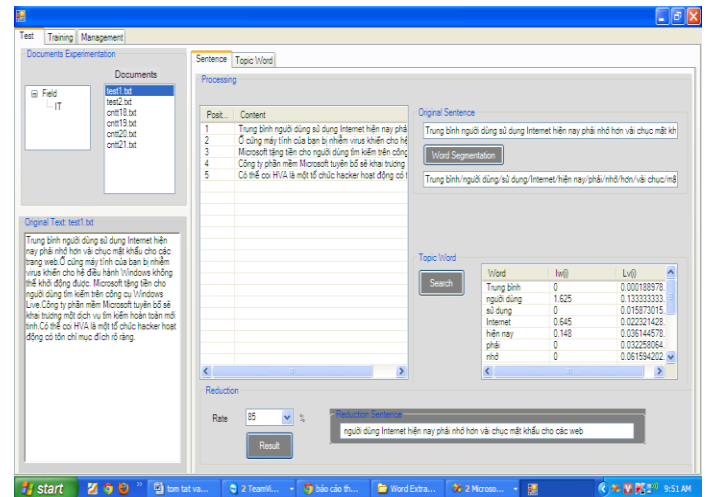 Test Training Management
Documents Experimentation
Documents
Field
IT
test1.txt
test2.txt
cntt18.txt
cntt19.txt
cntt20.txt
cntt21.txt
Original Text: test1.txt
Trung bình người dùng sử dụng Internet hiện
nay phải nhớ hơn vài chục mật khẩu cho các
trang web.Ổ cứng máy tính của bạn bị nhiễm
virus khiến cho hệ điều hành Windows không
thể khởi động được. Microsoft tặng tiền cho
người dùng tìm kiếm trên công cụ Windows
Live.Công ty phần mềm Microsoft tuyên bố sẽ
khai trương một dịch vụ tìm kiếm hoàn toàn mới
tinh.Có thể coi HVA là một tổ chức hacker hoạt
động có tôn chỉ mục đích rõ ràng.
Sentence Topic Word
Processing
Posit... Content
1 Trung bình người dùng sử dụng Internet hiện nay phả
2 Ổ cứng máy tính của bạn bị nhiễm virus khiến cho hệ
3 Microsoft tặng tiền cho người dùng tìm kiếm trên công
4 Công ty phần mềm Microsoft tuyên bố sẽ khai trương
5 Có thể coi HVA là một tổ chức hacker hoạt động có t
Orginal Sentence
Trung bình người dùng sử dụng Internet hiện nay phải nhớ hơn vài chục mật kh
Word Segmentation
Trung bình/người dùng/sử dụng/Internet/hiện nay/phải/nhớ/hơn/vài chục/mậ
Topic Word
Search
Word Iw(i) Lv(i)
Trung bình 0 0.000188978.
người dùng 1.625 0.133333333.
sử dụng 0 0.015873015.
Internet 0.645 0.022321428.
hiện nay 0.148 0.036144578.
phải 0 0.032258064.
nhớ 0 0.061594202.
Reduction
Rate 85 %
Result
Reduction Sentence
người dùng Internet hiện nay phải nhớ hơn vài chục mật khẩu cho các web
start tom tat va... 2 TeamVi... báo cáo th... Word Extra... 2 Microso... 9:51 AM